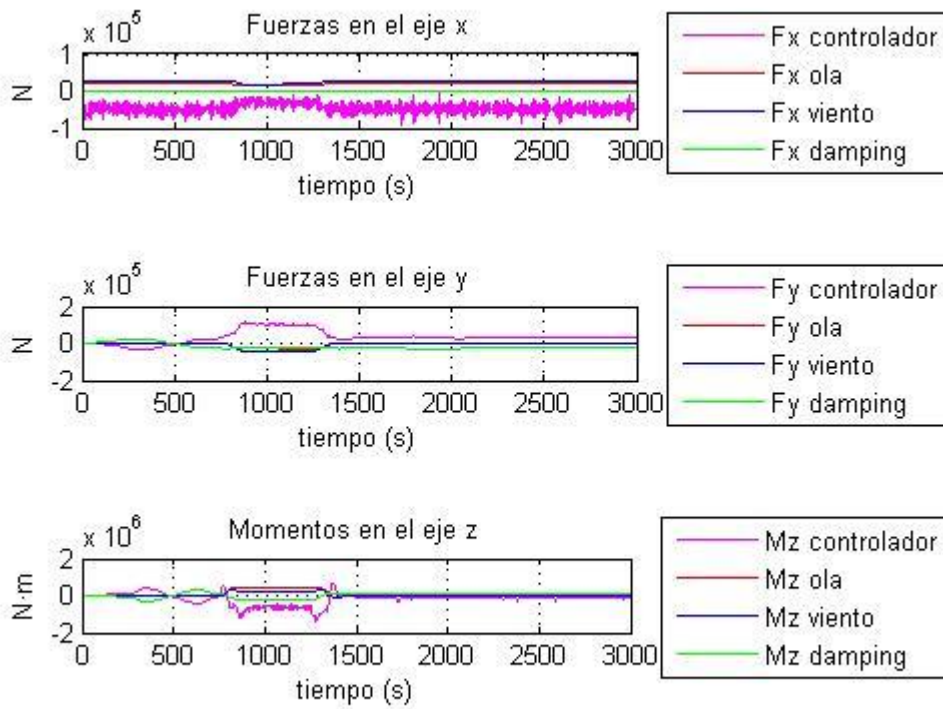 x 10^5
Fuerzas en el eje x
1
0
-1
N
0 500 1000 1500 2000 2500 3000
tiempo (s)
Fx controlador
Fx ola
Fx viento
Fx damping
x 10^5
Fuerzas en el eje y
2
0
-2
N
0 500 1000 1500 2000 2500 3000
tiempo (s)
Fy controlador
Fy ola
Fy viento
Fy damping
x 10^6
Momentos en el eje z
2
0
-2
N·m
0 500 1000 1500 2000 2500 3000
tiempo (s)
Mz controlador
Mz ola
Mz viento
Mz damping